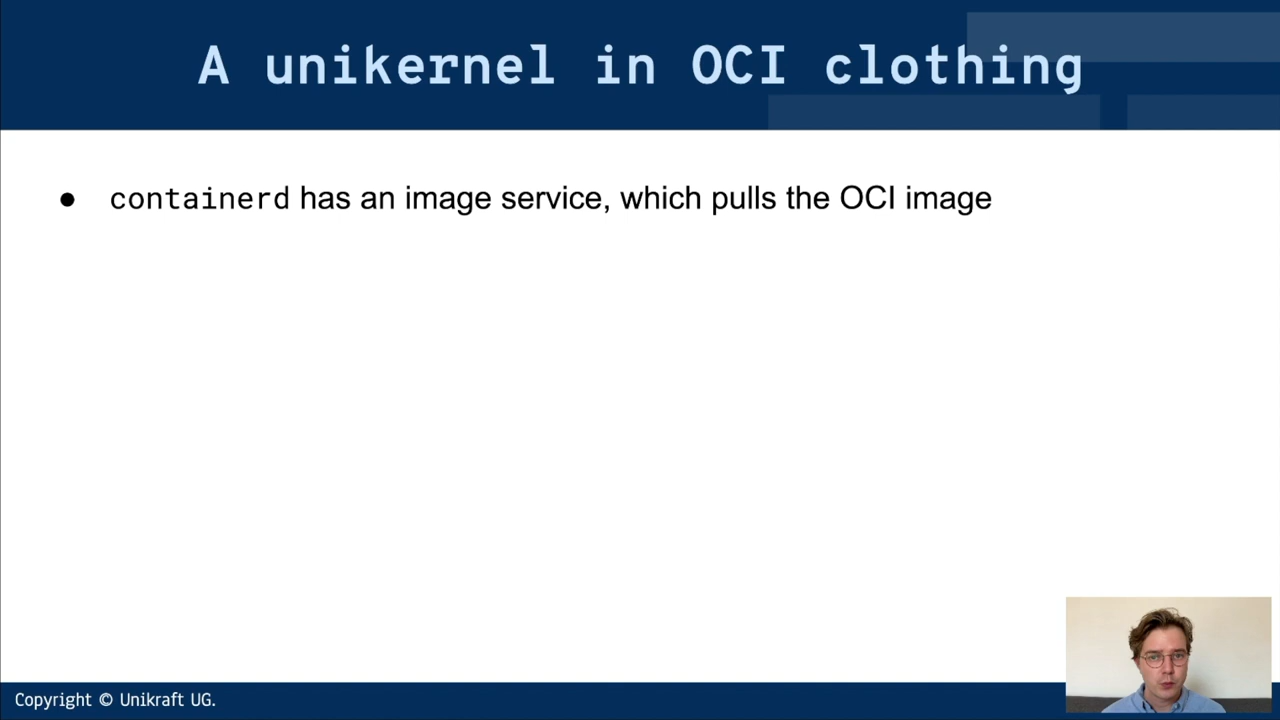 A unikernel in OCI clothing
● containerd has an image service, which pulls the OCI image
Copyright © Unikraft UG.